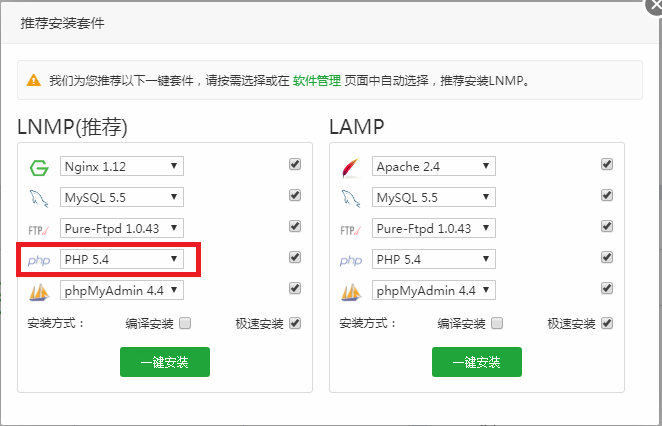 推荐安装套件
我们为您推荐以下一键套件，请按需选择或在 软件管理 页面中自动选择，推荐安装LNMP。
LNMP(推荐)
Nginx 1.12
MySQL 5.5
FTP
Pure-Ftpd 1.0.43
php
PHP 5.4
phpMyAdmin 4.4
安装方式： 编译安装 极速安装
一键安装
LAMP
Apache 2.4
MySQL 5.5
FTP
Pure-Ftpd 1.0.43
php
PHP 5.4
phpMyAdmin 4.4
安装方式： 编译安装 极速安装
一键安装